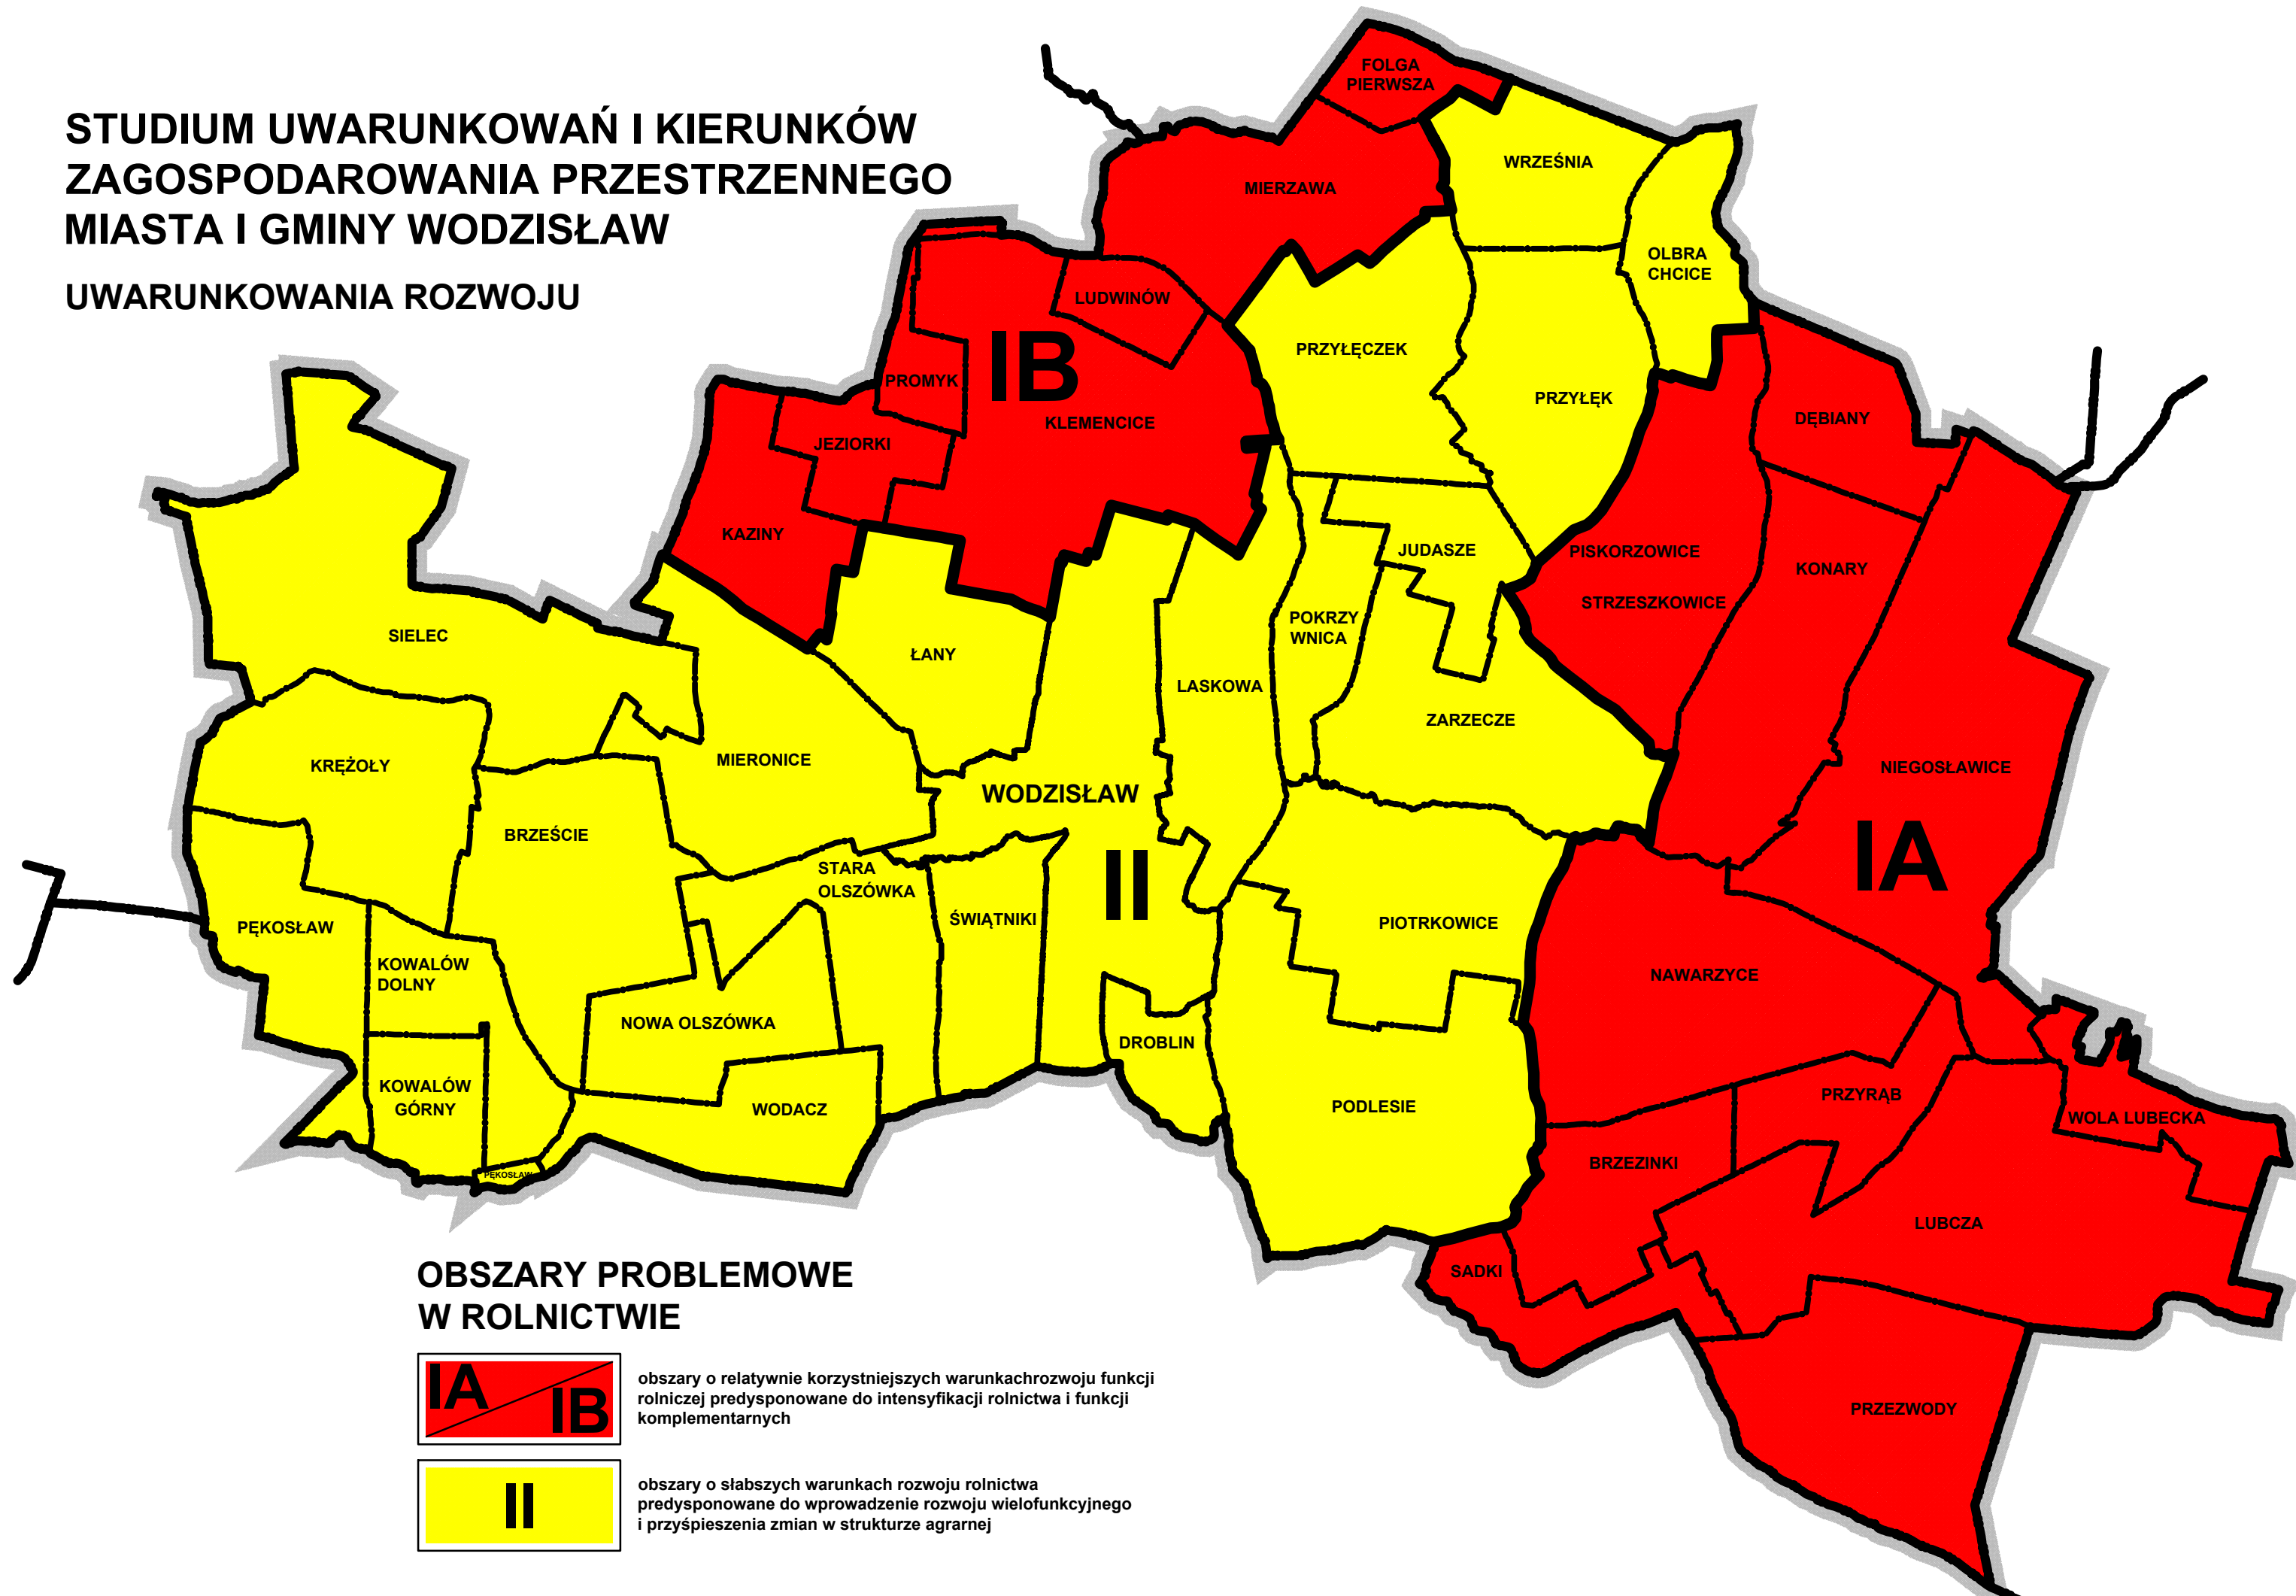 STUDIUM UWARUNKOWAŃ I KIERUNKÓW
ZAGOSPODAROWANIA PRZESTRZENNEGO
MIASTA I GMINY WODZISŁAW
UWARUNKOWANIA ROZWOJU
FOLGA
PIERWSZA
MIERZAWA
WRZEŚNIA
OLBRA
CHCICE
LUDWINÓW
IB
PROMYK
KLEMENCICE
JEZIORKI
KAZINY
PRZYŁĘCZEK
PRZYŁĘK
DĘBIANY
PISKORZOWICE
STRZESZKOWICE
KONARY
JUDASZE
POKRZY
WNICA
SIELEC
ŁANY
LASKOWA
ZARZECZE
KRĘŻOŁY
MIERONICE
WODZISŁAW
NIEGOSŁAWICE
IA
BRZEŚCIE
STARA
OLSZÓWKA
II
ŚWIĄTNIKI
PIOTRKOWICE
PĘKOSŁAW
KOWALÓW
DOLNY
NAWARZYCE
NOWA OLSZÓWKA
DROBLIN
KOWALÓW
GÓRNY
WODACZ
PODLESIE
PRZYRĄB
WOLA LUBECKA
PĘKOSŁAW
BRZEZINKI
LUBCZA
SADKI
PRZEZWODY
OBSZARY PROBLEMOWE
W ROLNICTWIE
IA
IB
obszary o relatywnie korzystniejszych warunkachrozwoju funkcji
rolniczej predysponowane do intensyfikacji rolnictwa i funkcji
komplementarnych
II
obszary o słabszych warunkach rozwoju rolnictwa
predysponowane do wprowadzenie rozwoju wielofunkcyjnego
i przyśpieszenia zmian w strukturze agrarnej